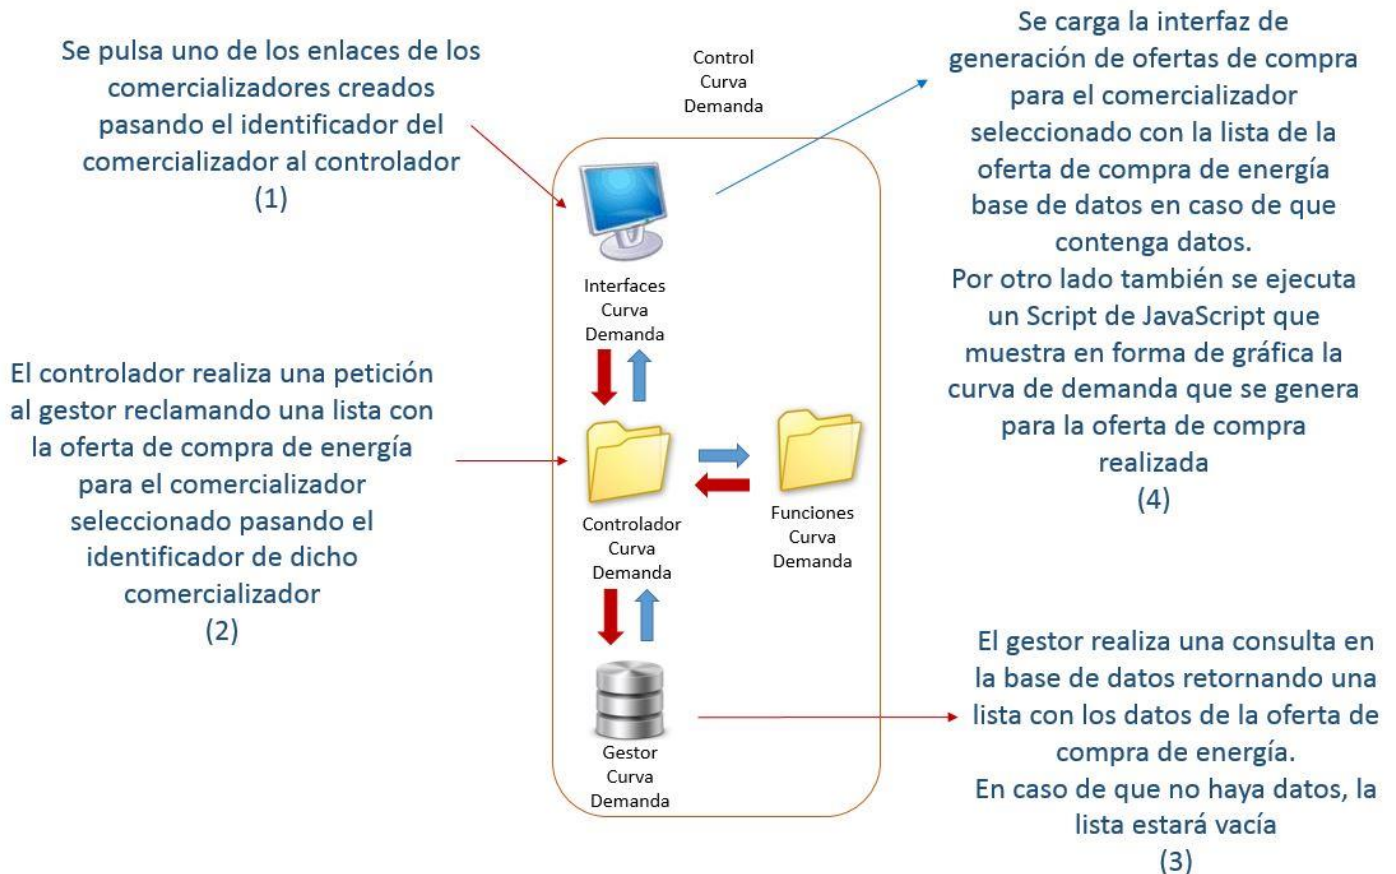 Se pulsa uno de los enlaces de los
comercializadores creados
pasando el identificador del
comercializador al controlador
(1)
Control
Curva
Demanda
Se carga la interfaz de
generación de ofertas de compra
para el comercializador
seleccionado con la lista de la
oferta de compra de energía
base de datos en caso de que
contenga datos.
Por otro lado también se ejecuta
un Script de JavaScript que
muestra en forma de gráfica la
curva de demanda que se genera
para la oferta de compra
realizada
(4)
Interfaces
Curva
Demanda
El controlador realiza una petición
al gestor reclamando una lista con
la oferta de compra de energía
para el comercializador
seleccionado pasando el
identificador de dicho
comercializador
(2)
Controlador
Curva
Demanda
Funciones
Curva
Demanda
Gestor
Curva
Demanda
El gestor realiza una consulta en
la base de datos retornando una
lista con los datos de la oferta de
compra de energía.
En caso de que no haya datos, la
lista estará vacía
(3)